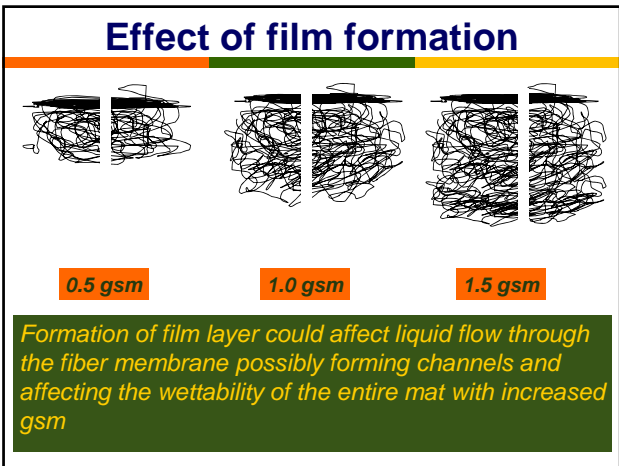 Effect of film formation
0.5 gsm
1.0 gsm
1.5 gsm
Formation of film layer could affect liquid flow through
the fiber membrane possibly forming channels and
affecting the wettability of the entire mat with increased
gsm